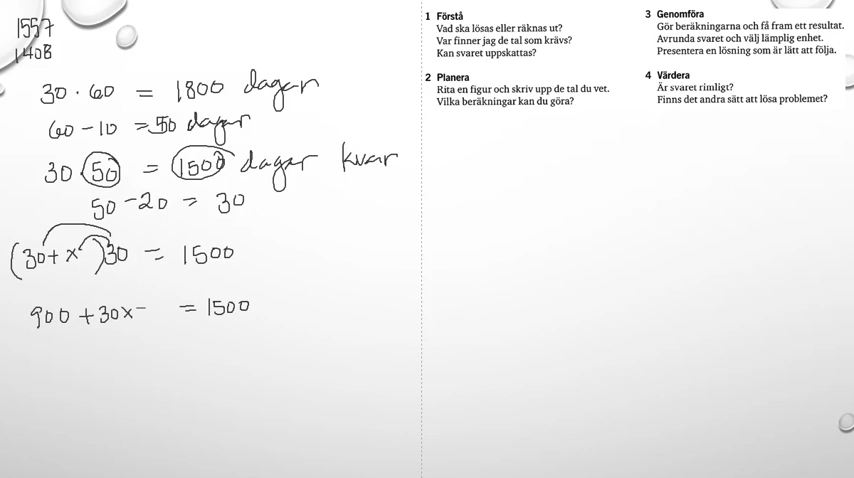 1557
1408
30 · 60 = 1800 dagar
60 - 10 = 50 dagar
30 · 50 = 1500 dagar kvar
50 - 20 = 30
(30 + x) 30 = 1500
900 + 30x = 1500
1 Förstå
Vad ska lösas eller räknas ut?
Var finner jag de tal som krävs?
Kan svaret uppskattas?
2 Planera
Rita en figur och skriv upp de tal du vet.
Vilka beräkningar kan du göra?
3 Genomföra
Gör beräkningarna och få fram ett resultat.
Avrunda svaret och välj lämplig enhet.
Presentera en lösning som är lätt att följa.
4 Värdera
Är svaret rimligt?
Finns det andra sätt att lösa problemet?